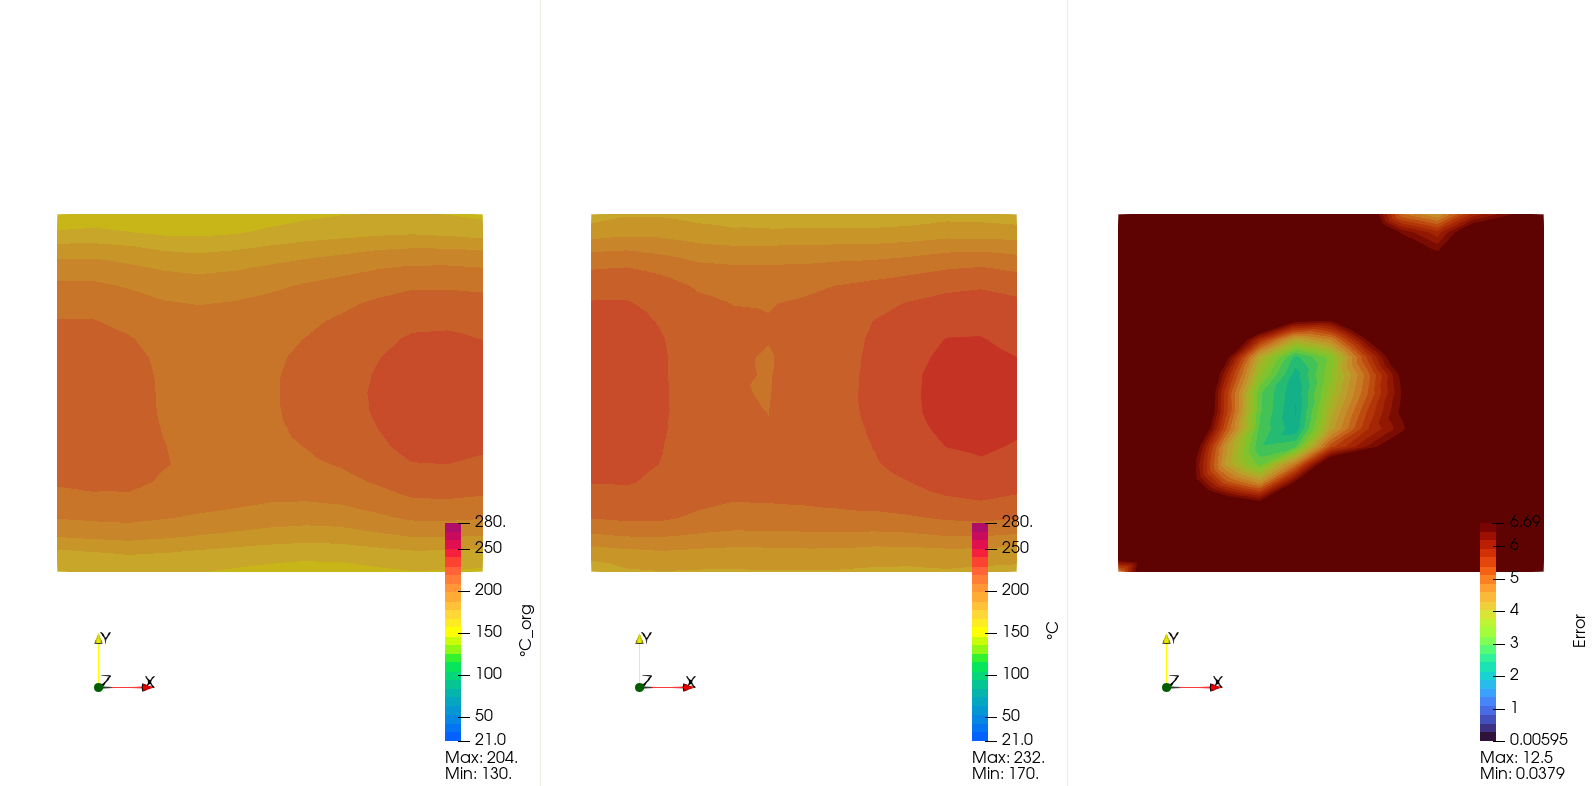 280.
250
200
150
100
50
21.0
°C_org
Max: 204.
Min: 130.
Y
Z
X
280.
250
200
150
100
50
21.0
°C
Max: 232.
Min: 170.
Y
Z
X
6.69
6
5
4
3
2
1
0.00595
Error
Max: 12.5
Min: 0.0379
Y
Z
X